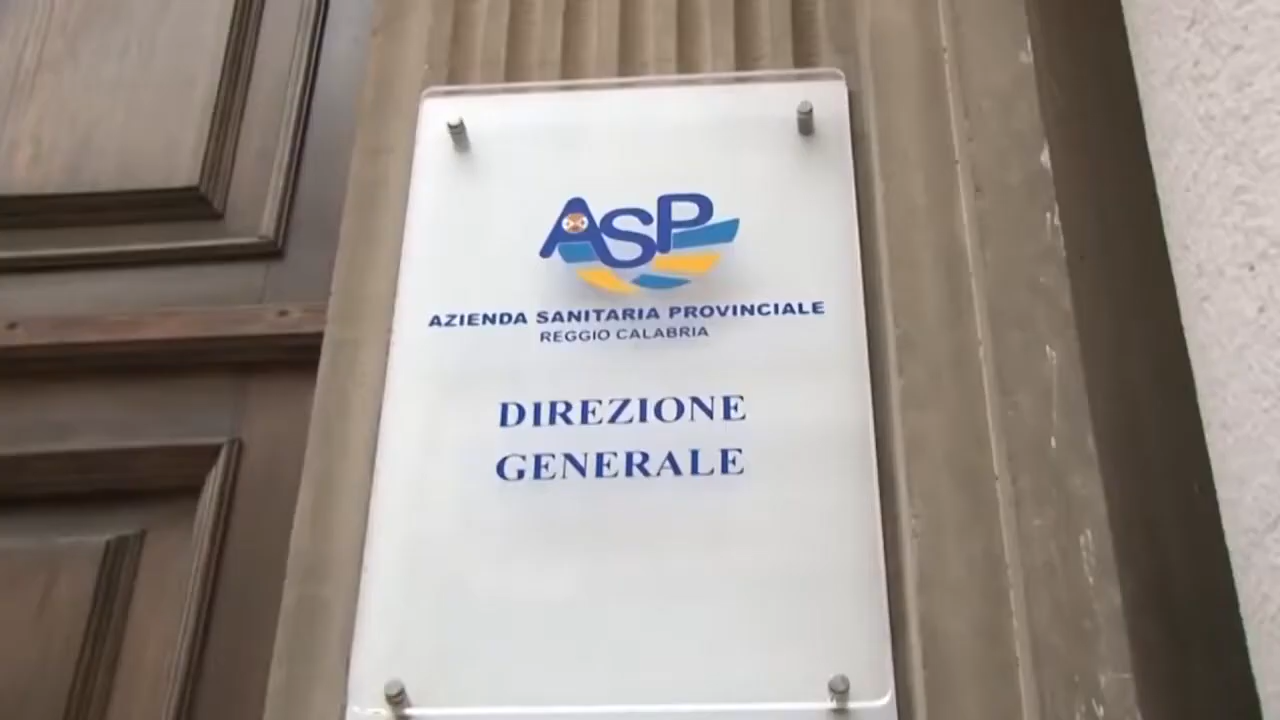 ASP
AZIENDA SANITARIA PROVINCIALE
REGGIO CALABRIA
DIREZIONE
GENERALE